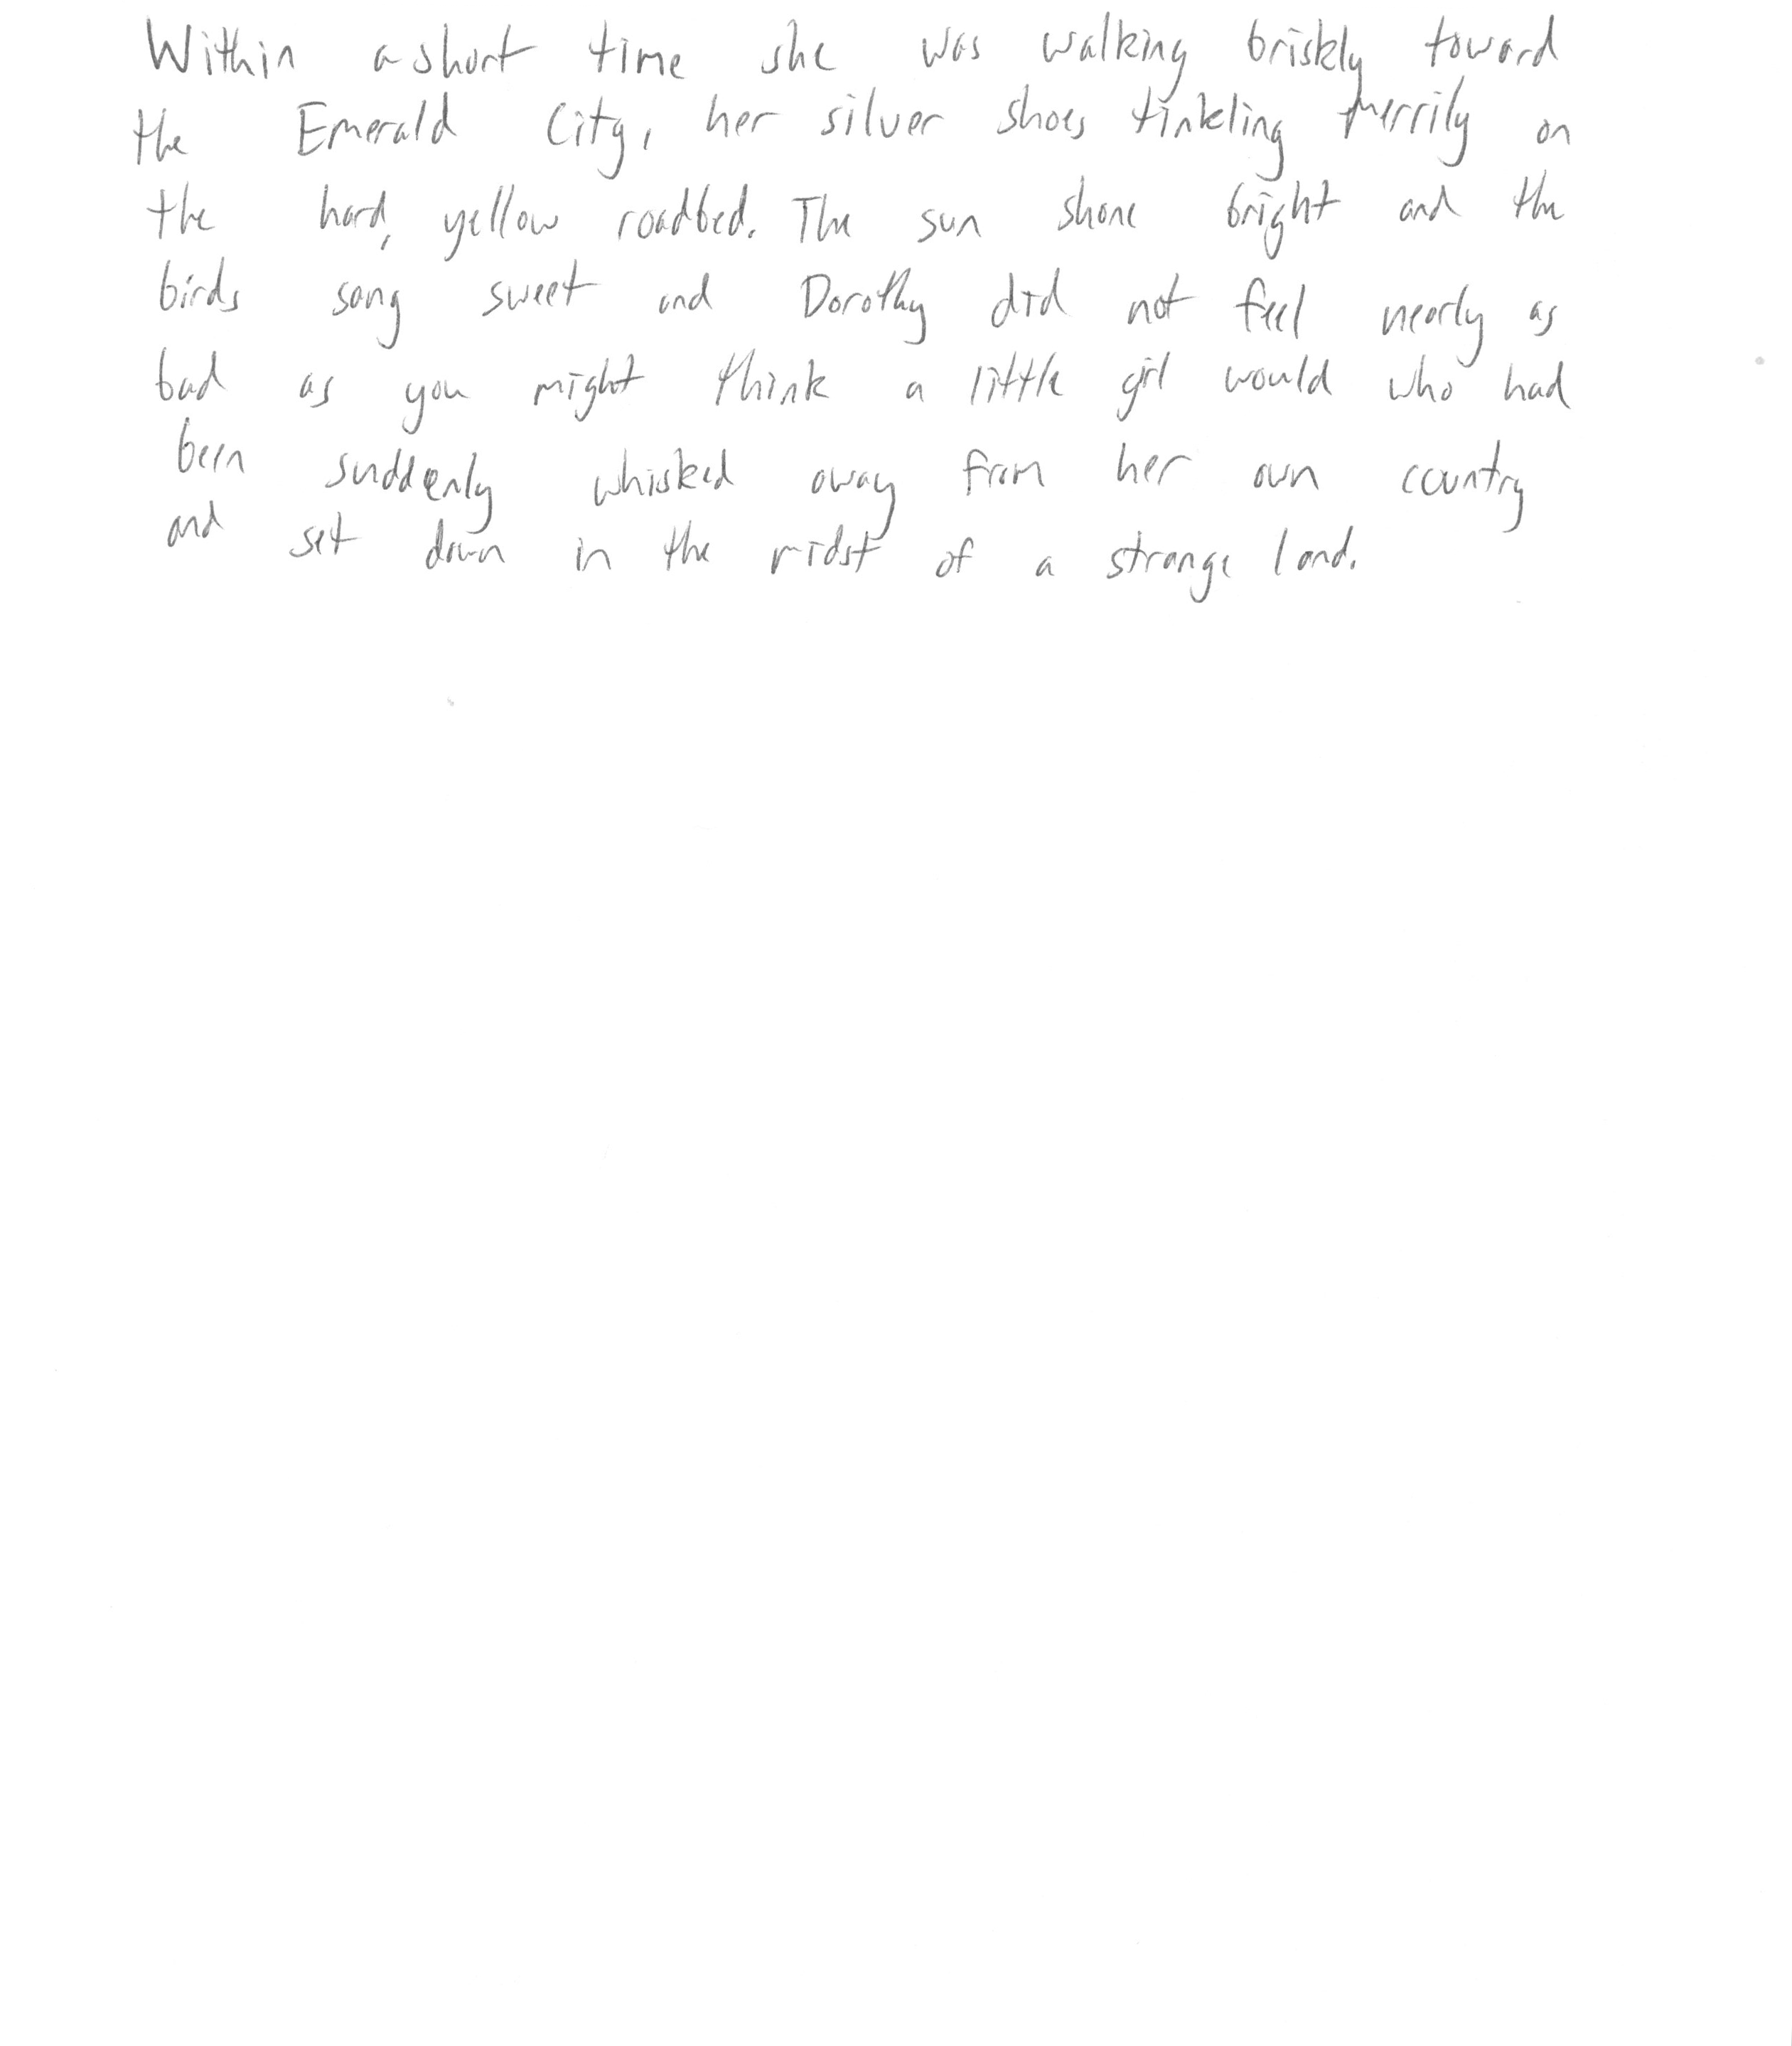 Within a short time she was walking briskly toward
the Emerald City, her silver shoes tinkling merrily on
the hard, yellow roadbed. The sun shone bright and the
birds sang sweet and Dorothy did not feel nearly as
bad as you might think a little girl would who had
been suddenly whisked away from her own country
and set down in the midst of a strange land.